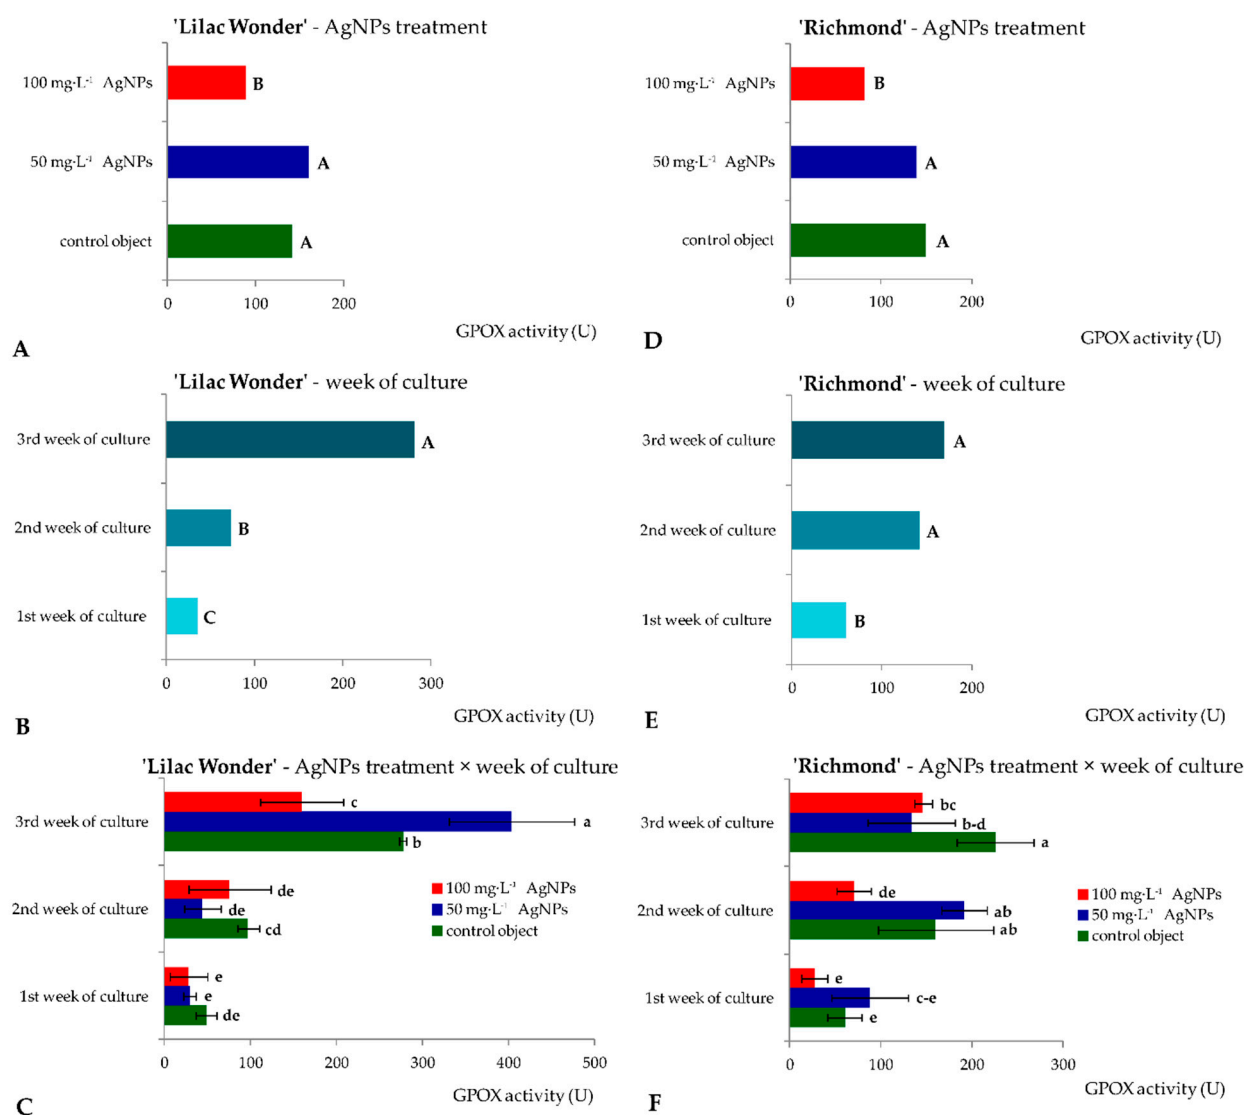 'Lilac Wonder' - AgNPs treatment
100 mg·L⁻¹ AgNPs
B
50 mg·L⁻¹ AgNPs
A
control object
A
0 100 200
GPOX activity (U)
A
'Richmond' - AgNPs treatment
100 mg·L⁻¹ AgNPs
B
50 mg·L⁻¹ AgNPs
A
control object
A
0 100 200
GPOX activity (U)
D
'Lilac Wonder' - week of culture
3rd week of culture
A
2nd week of culture
B
1st week of culture
C
0 100 200 300
GPOX activity (U)
B
'Richmond' - week of culture
3rd week of culture
A
2nd week of culture
A
1st week of culture
B
0 100 200
GPOX activity (U)
E
'Lilac Wonder' - AgNPs treatment × week of culture
c
3rd week of culture
a
b
de
2nd week of culture
de
cd
e
1st week of culture
e
de
100 mg·L⁻¹ AgNPs
50 mg·L⁻¹ AgNPs
control object
0 100 200 300 400 500
GPOX activity (U)
C
'Richmond' - AgNPs treatment × week of culture
bc
3rd week of culture
b-d
a
de
2nd week of culture
ab
ab
e
1st week of culture
c-e
e
100 mg·L⁻¹ AgNPs
50 mg·L⁻¹ AgNPs
control object
0 100 200 300
GPOX activity (U)
F